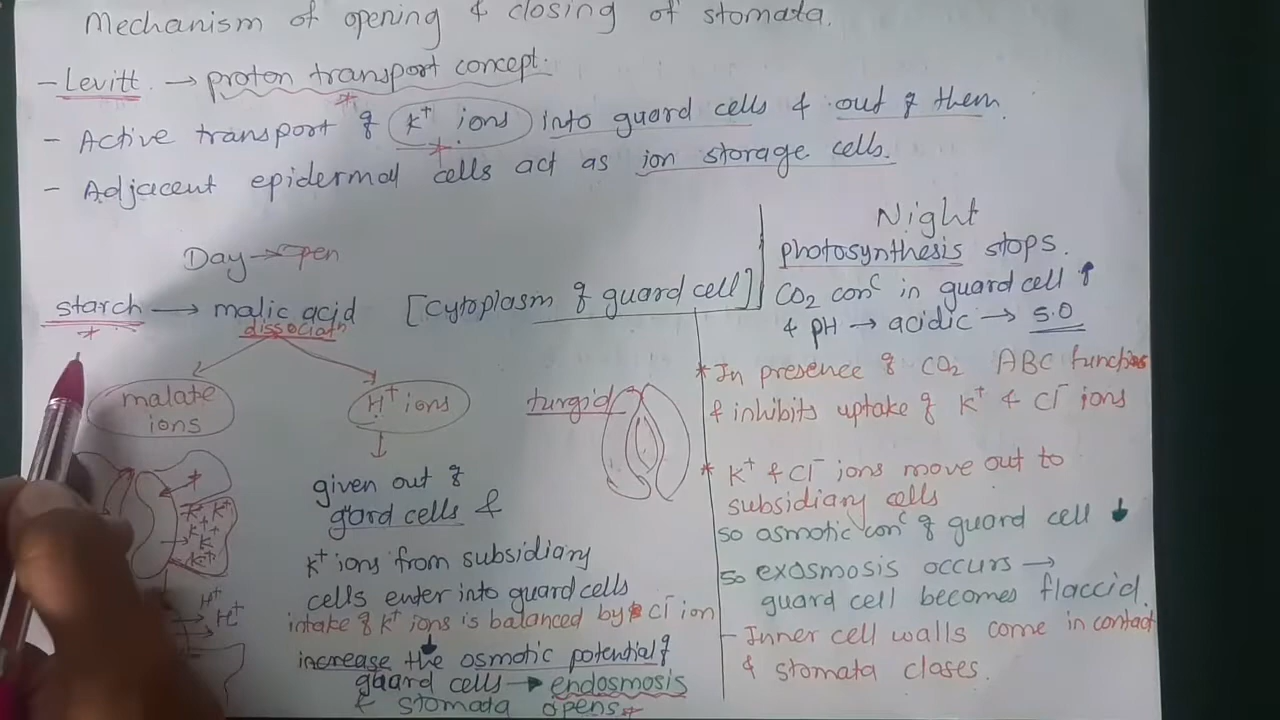 Mechanism of opening & closing of stomata.
- Levitt → proton transport concept.
- Active transport of K+ ions into guard cells & out of them.
- Adjacent epidermal cells act as ion storage cells.
Day → open
starch → malic acid [cytoplasm of guard cell]
dissociatn
malate ions
H+ ions
given out of
gard cells &
K+ ions from subsidiary
cells enter into guard cells
intake of K+ ions is balanced by Cl- ion
increase the osmotic potential of
guard cells → endosmosis
& stomata opens
turgid
K+ K+
K+
K+
K+
H+
H+
Night
photosynthesis stops.
CO2 conc in guard cell ↑
& pH → acidic → 5.0
* In presence of CO2 ABC functions
& inhibits uptake of K+ & Cl- ions
* K+ & Cl- ions move out to
subsidiary cells
so osmotic conc of guard cell ↓
so exosmosis occurs →
guard cell becomes flaccid.
- Inner cell walls come in contact
& stomata closes.